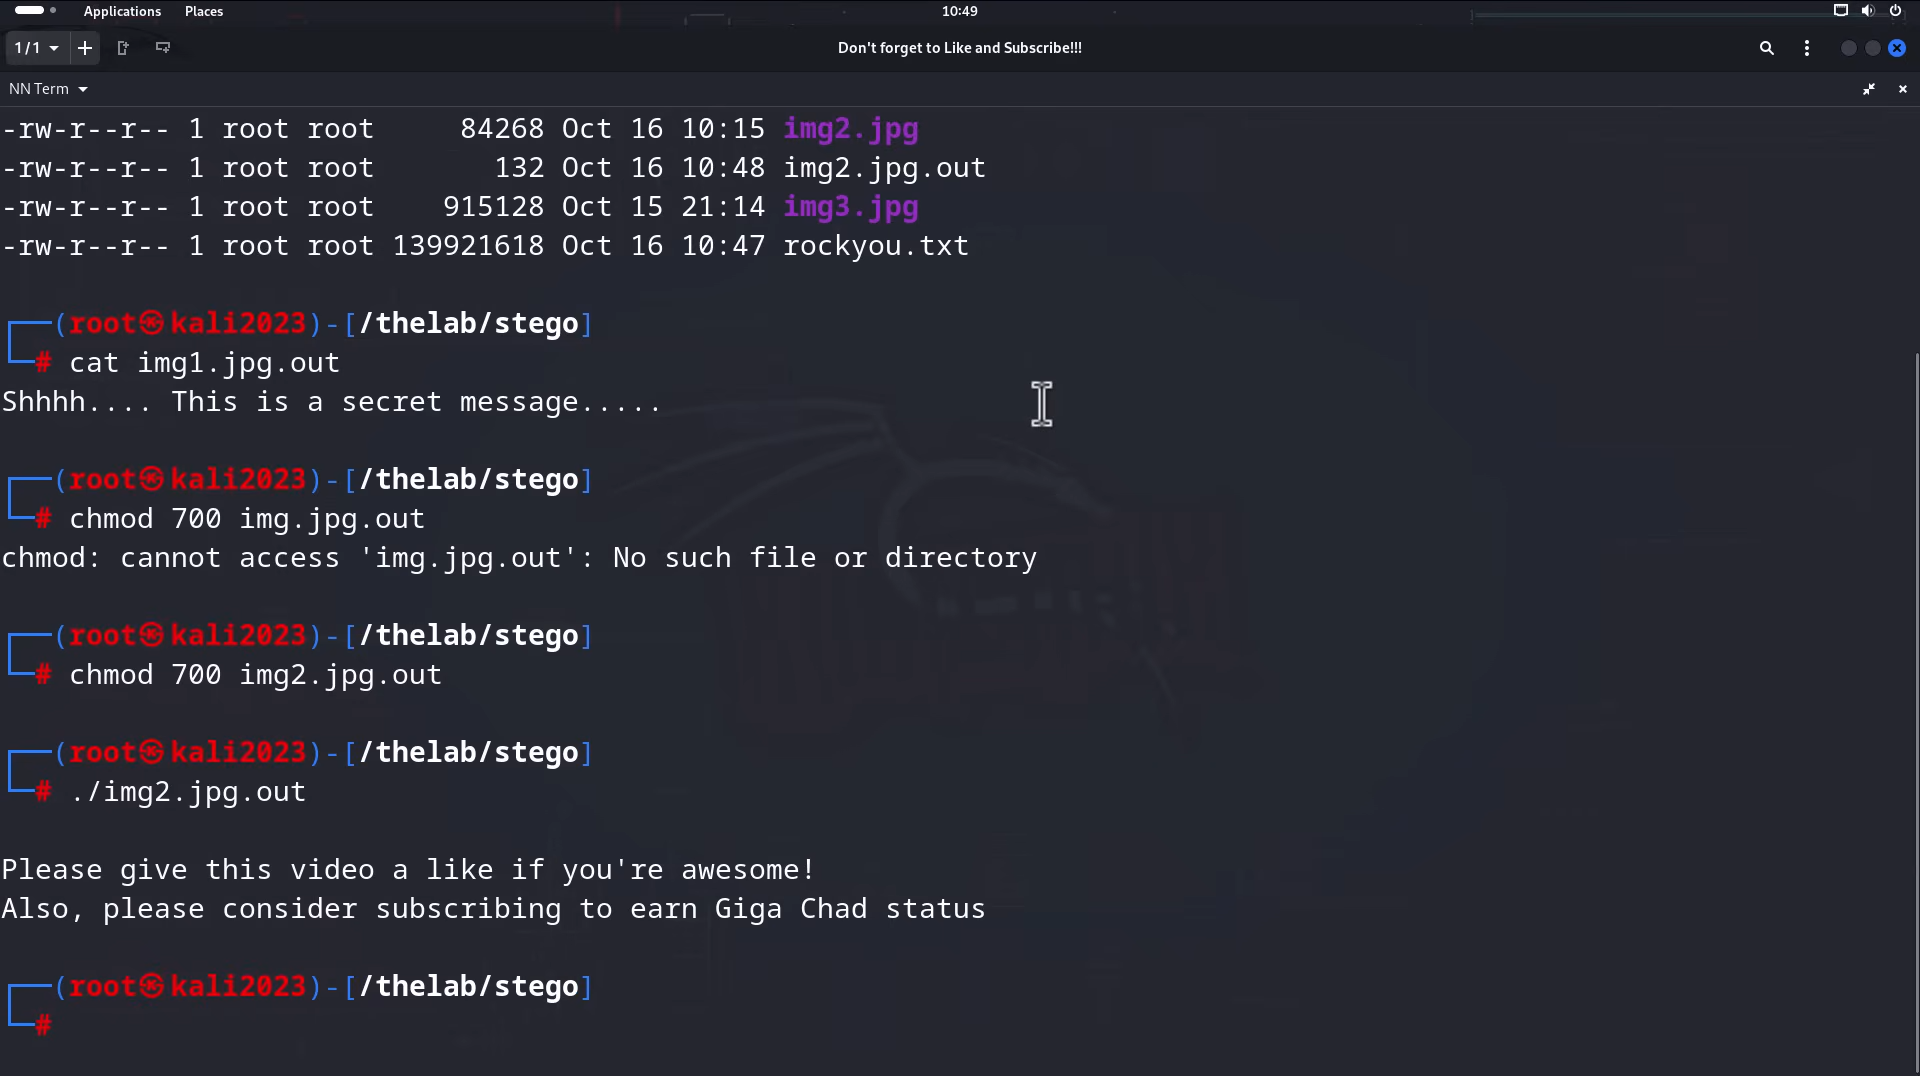 Applications Places 10:49
1/1 Don't forget to Like and Subscribe!!!
NN Term
-rw-r--r-- 1 root root     84268 Oct 16 10:15 img2.jpg
-rw-r--r-- 1 root root       132 Oct 16 10:48 img2.jpg.out
-rw-r--r-- 1 root root    915128 Oct 15 21:14 img3.jpg
-rw-r--r-- 1 root root 139921618 Oct 16 10:47 rockyou.txt
┌──(root㉿kali2023)-[/thelab/stego]
└─# cat img1.jpg.out
Shhhh.... This is a secret message.....
┌──(root㉿kali2023)-[/thelab/stego]
└─# chmod 700 img.jpg.out
chmod: cannot access 'img.jpg.out': No such file or directory
┌──(root㉿kali2023)-[/thelab/stego]
└─# chmod 700 img2.jpg.out
┌──(root㉿kali2023)-[/thelab/stego]
└─# ./img2.jpg.out
Please give this video a like if you're awesome!
Also, please consider subscribing to earn Giga Chad status
┌──(root㉿kali2023)-[/thelab/stego]
└─#